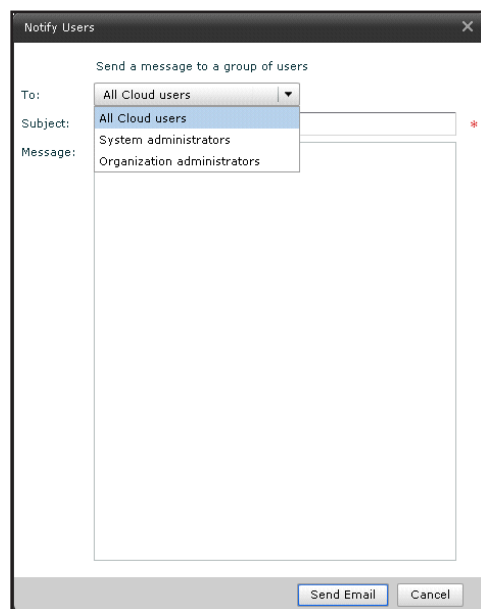 Notify Users
Send a message to a group of users
To: All Cloud users
All Cloud users
Subject: *
System administrators
Message:
Organization administrators
Send Email Cancel